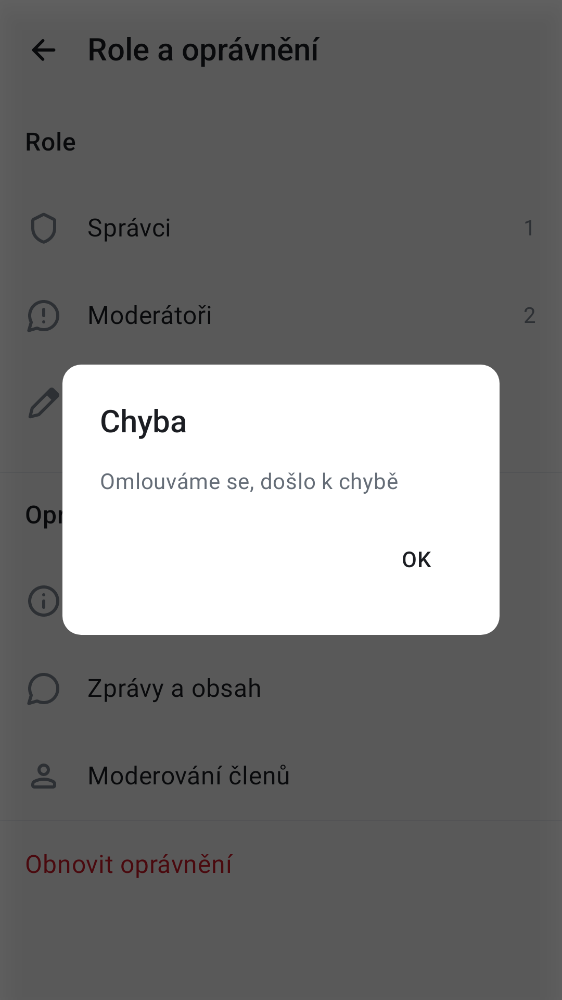 Role a oprávnění
Role
Správci 1
Moderátoři 2
Chyba
Omlouváme se, došlo k chybě
OK
Zprávy a obsah
Moderování členů
Obnovit oprávnění